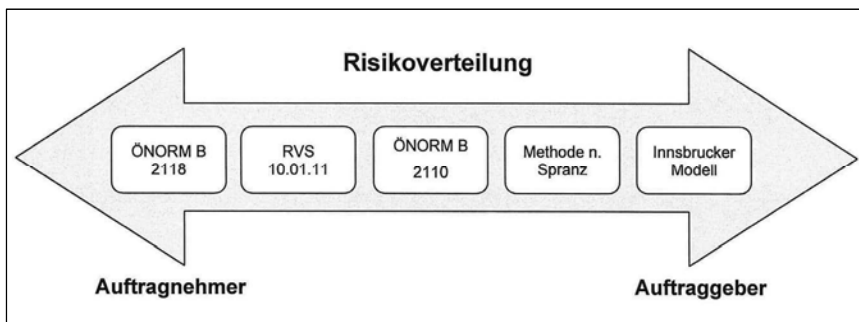 Risikoverteilung
ÖNORM B
2118
RVS
10.01.11
ÖNORM B
2110
Methode n.
Spranz
Innsbrucker
Modell
Auftragnehmer
Auftraggeber